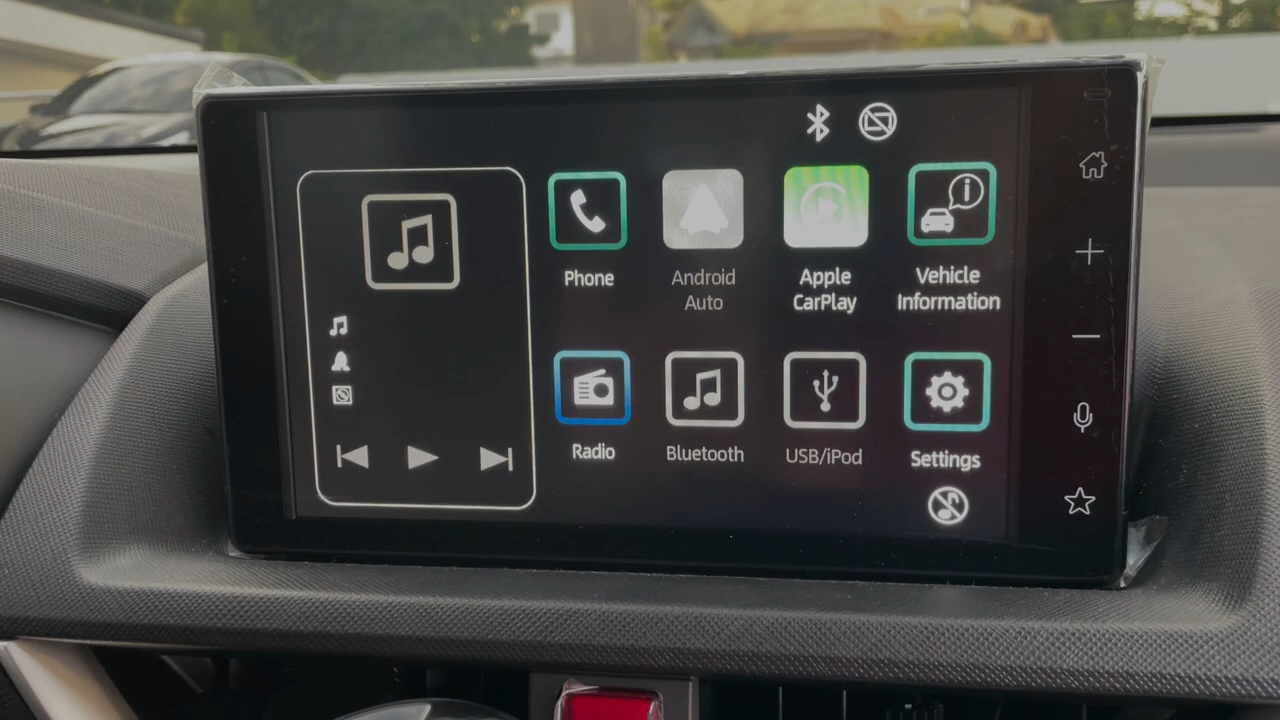 Phone
Android
Auto
Apple
CarPlay
Vehicle
Information
Radio
Bluetooth
USB/iPod
Settings